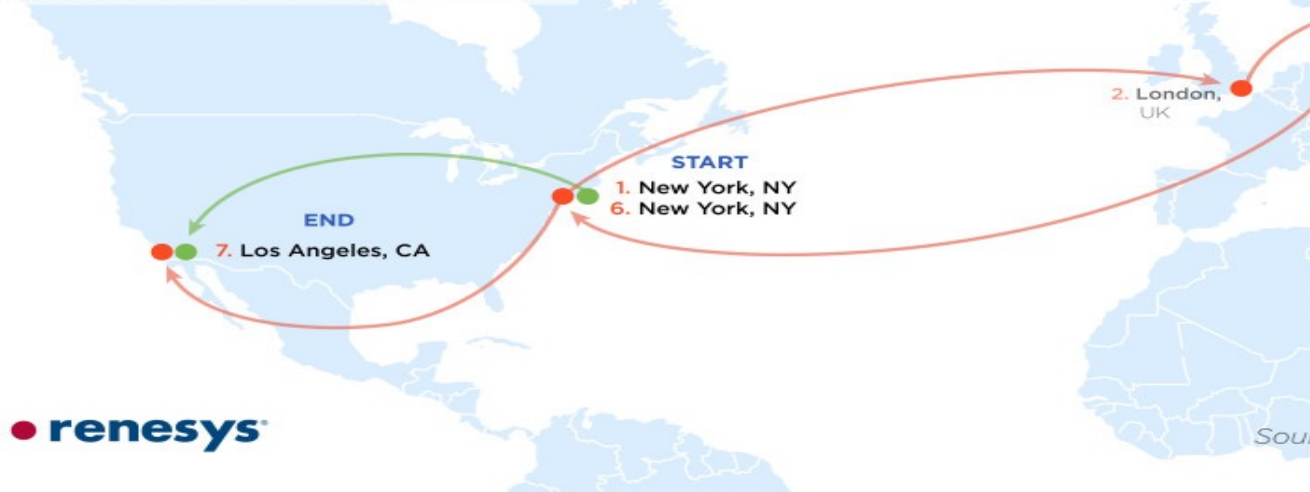 2. London,
UK
START
1. New York, NY
6. New York, NY
END
7. Los Angeles, CA
renesys